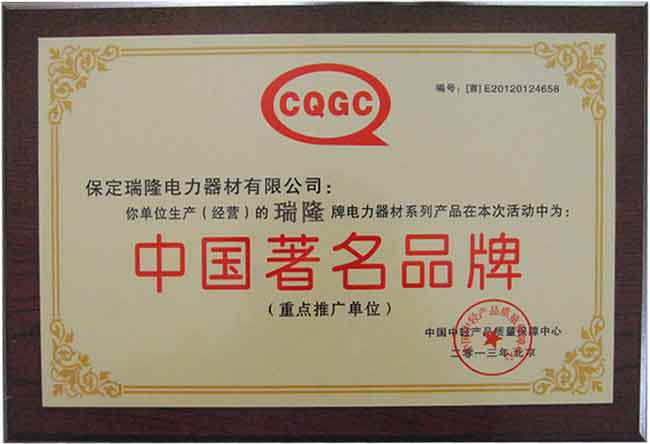 CQGC
编号：[首]E20120124658
保定瑞隆电力器材有限公司：
你单位生产（经营）的 瑞隆 牌电力器材系列产品在本次活动中为：
中国著名品牌
（重点推广单位）
中国中轻产品质量保障中心
二零一三年·北京